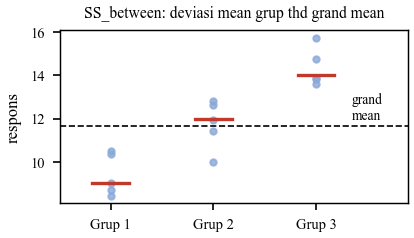 SS_between: deviasi mean grup thd grand mean
16
14
12
10
respons
grand
mean
Grup 1
Grup 2
Grup 3